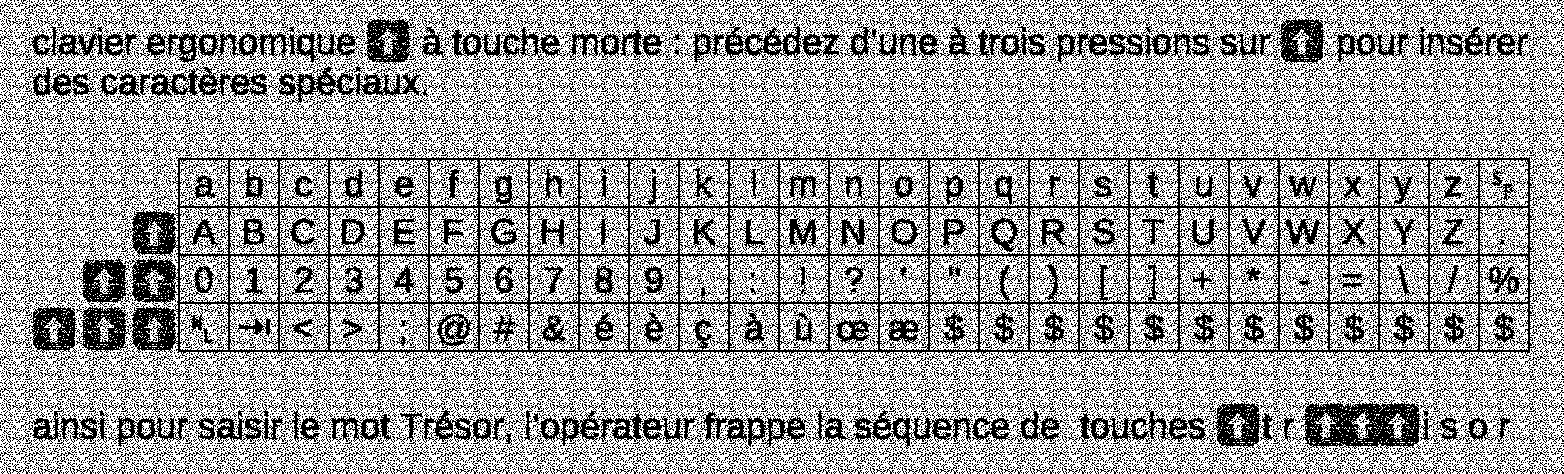 clavier ergonomique ⬆ à touche morte : précédez d'une à trois pressions sur ⬆ pour insérer
des caractères spéciaux.
a b c d e f g h i j k l m n o p q r s t u v w x y z ␠
⬆ A B C D E F G H I J K L M N O P Q R S T U V W X Y Z .
⬆ ⬆ 0 1 2 3 4 5 6 7 8 9 , : ! ? ' " ( ) [ ] + * - = \ / %
⬆ ⬆ ⬆ ␤ ⇥ < > ; @ # & é è ç à ù œ æ $ $ $ $ $ $ $ $ $ $ $ $
ainsi pour saisir le mot Trésor, l'opérateur frappe la séquence de touches ⬆ t r ⬆⬆⬆ i s o r